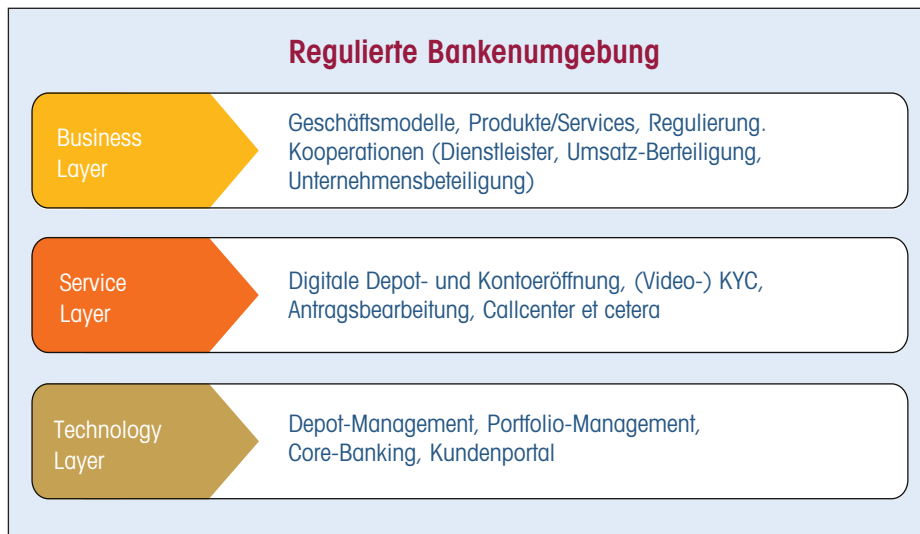 Regulierte Bankenumgebung
Business
Layer
Geschäftsmodelle, Produkte/Services, Regulierung.
Kooperationen (Dienstleister, Umsatz-Berteiligung,
Unternehmensbeteiligung)
Service
Layer
Digitale Depot- und Kontoeröffnung, (Video-) KYC,
Antragsbearbeitung, Callcenter et cetera
Technology
Layer
Depot-Management, Portfolio-Management,
Core-Banking, Kundenportal